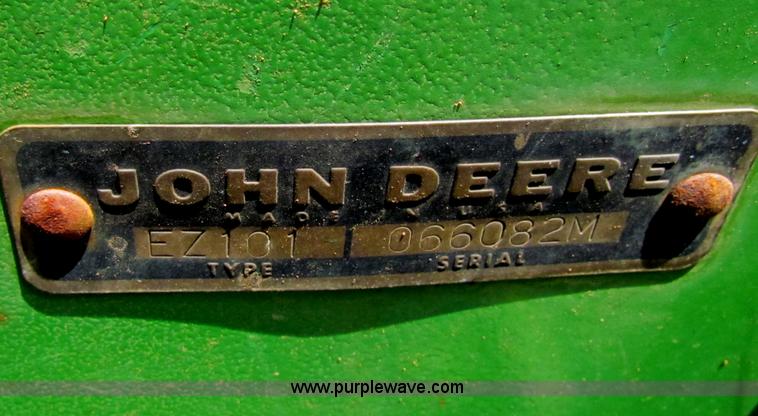 JOHN DEERE
MADE IN U.S.A
EZ101 066082M
TYPE SERIAL
www.purplewave.com